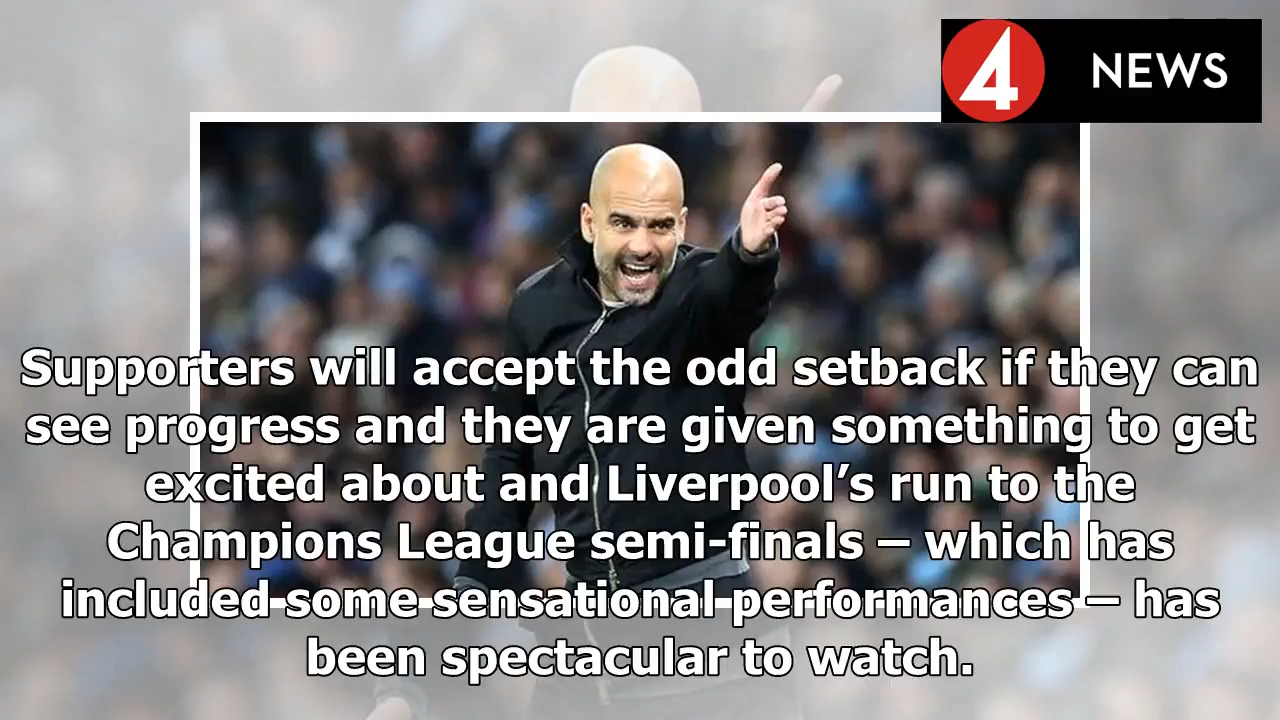 4 NEWS
Supporters will accept the odd setback if they can
see progress and they are given something to get
excited about and Liverpool’s run to the
Champions League semi-finals – which has
included some sensational performances – has
been spectacular to watch.